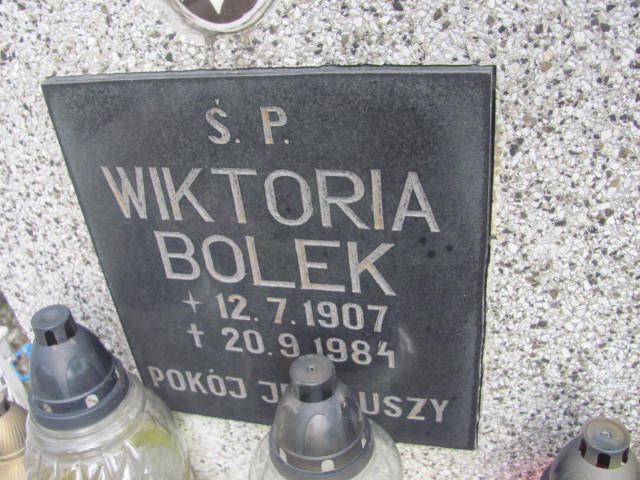 Ś. P.
WIKTORIA
BOLEK
+ 12.7.1907
† 20.9.1984
POKÓJ